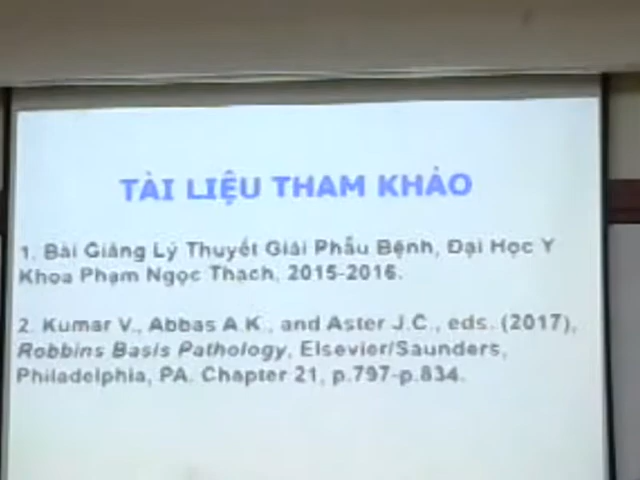 TÀI LIỆU THAM KHẢO
1. Bài Giảng Lý Thuyết Giải Phẫu Bệnh, Đại Học Y
Khoa Phạm Ngọc Thạch, 2015-2016.
2. Kumar V., Abbas A.K., and Aster J.C., eds. (2017),
Robbins Basis Pathology, Elsevier/Saunders,
Philadelphia, PA. Chapter 21, p.797-p.834.